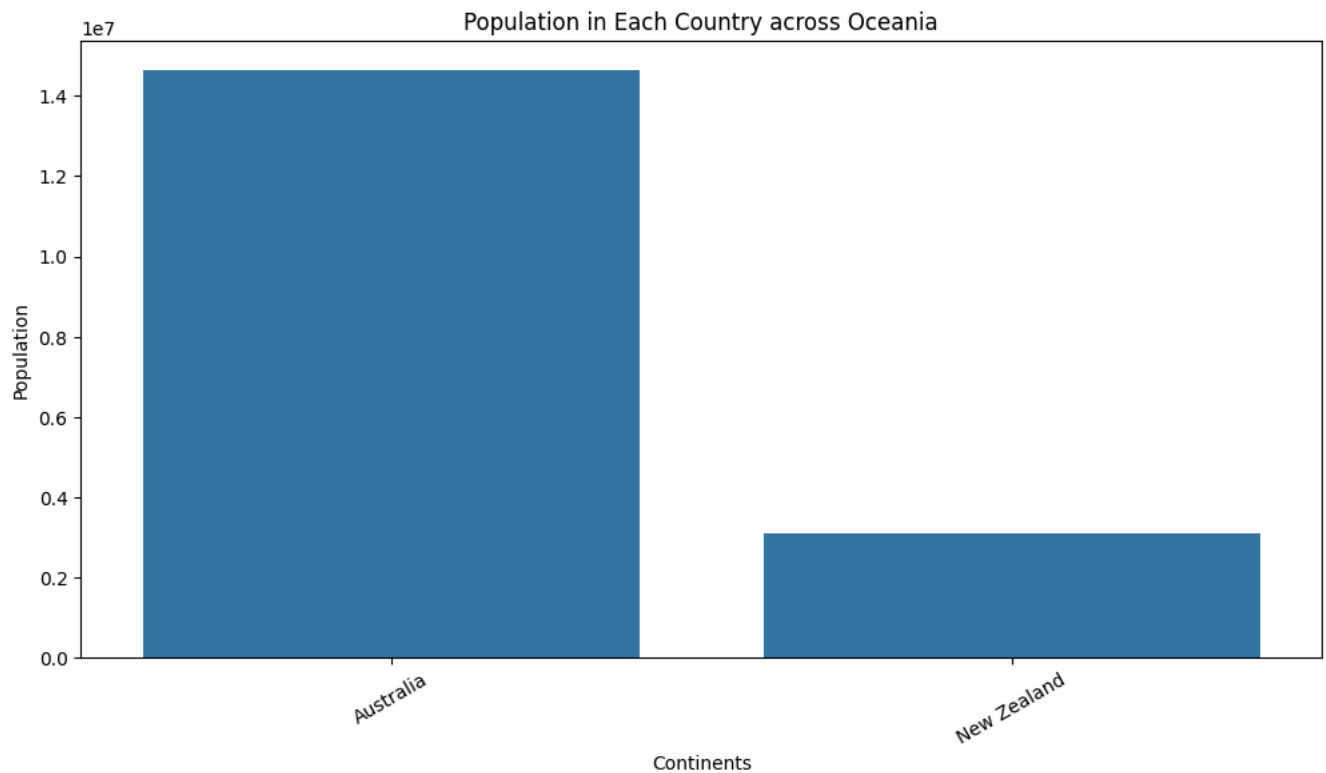 Population in Each Country across Oceania
1e7
1.4
1.2
1.0
0.8
0.6
0.4
0.2
0.0
Population
Australia
New Zealand
Continents